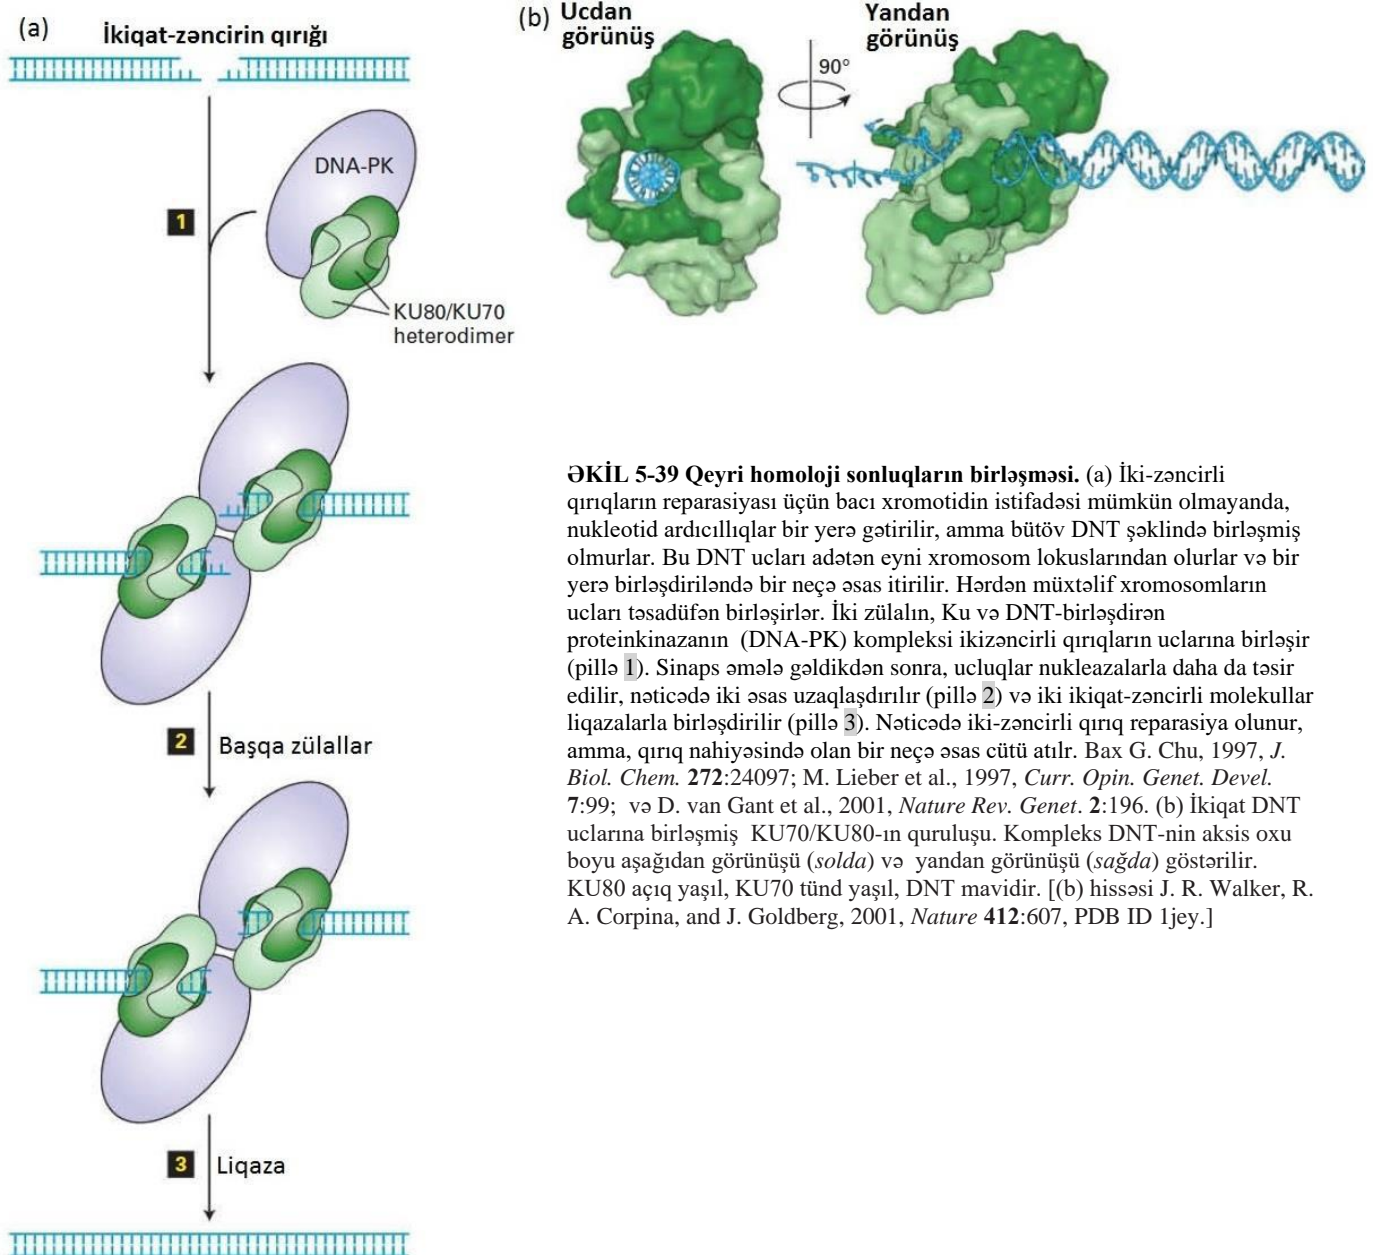 (a)
İkiqat-zəncirin qırığı
DNA-PK
1
KU80/KU70
heterodimer
2
Başqa zülallar
3
Liqaza
(b)
Ucdan
görünüş
90°
Yandan
görünüş
ƏKİL 5-39 Qeyri homoloji sonluqların birləşməsi. (a) İki-zəncirli
qırıqların reparasiyası üçün bacı xromotidin istifadəsi mümkün olmayanda,
nukleotid ardıcıllıqlar bir yerə gətirilir, amma bütöv DNT şəklində birləşmiş
olmurlar. Bu DNT ucları adətən eyni xromosom lokuslarından olurlar və bir
yerə birləşdiriləndə bir neçə əsas itirilir. Hərdən müxtəlif xromosomların
ucları təsadüfən birləşirlər. İki zülalın, Ku və DNT-birləşdirən
proteinkinazanın (DNA-PK) kompleksi ikizəncirli qırıqların uclarına birləşir
(pillə 1). Sinaps əmələ gəldikdən sonra, ucluqlar nukleazalarla daha da təsir
edilir, nəticədə iki əsas uzaqlaşdırılır (pillə 2) və iki ikiqat-zəncirli molekullar
liqazalarla birləşdirilir (pillə 3). Nəticədə iki-zəncirli qırıq reparasiya olunur,
amma, qırıq nahiyəsində olan bir neçə əsas cütü atılr. Bax G. Chu, 1997, J.
Biol. Chem. 272:24097; M. Lieber et al., 1997, Curr. Opin. Genet. Devel.
7:99; və D. van Gant et al., 2001, Nature Rev. Genet. 2:196. (b) İkiqat DNT
uclarına birləşmiş KU70/KU80-ın quruluşu. Kompleks DNT-nin aksis oxu
boyu aşağıdan görünüşü (solda) və yandan görünüşü (sağda) göstərilir.
KU80 açıq yaşıl, KU70 tünd yaşıl, DNT mavidir. [(b) hissəsi J. R. Walker, R.
A. Corpina, and J. Goldberg, 2001, Nature 412:607, PDB ID 1jey.]